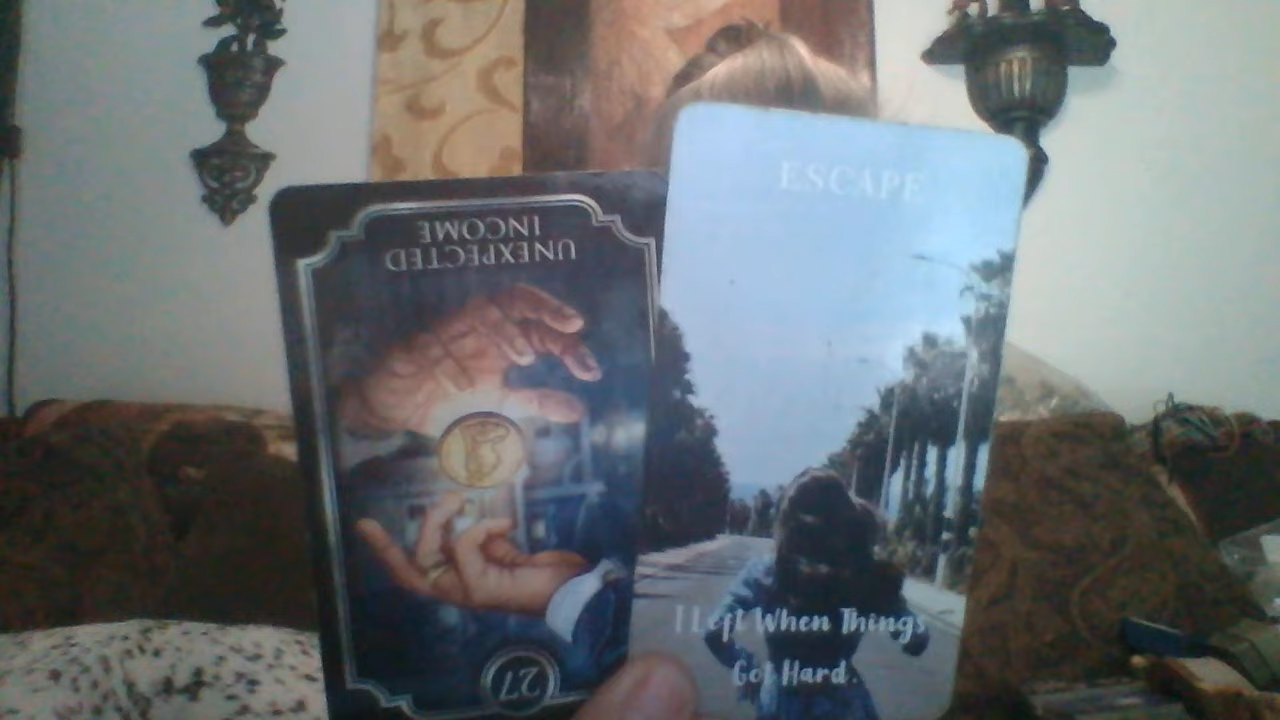 27
UNEXPECTED
INCOME
ESCAPE
I Left When Things
Got Hard.